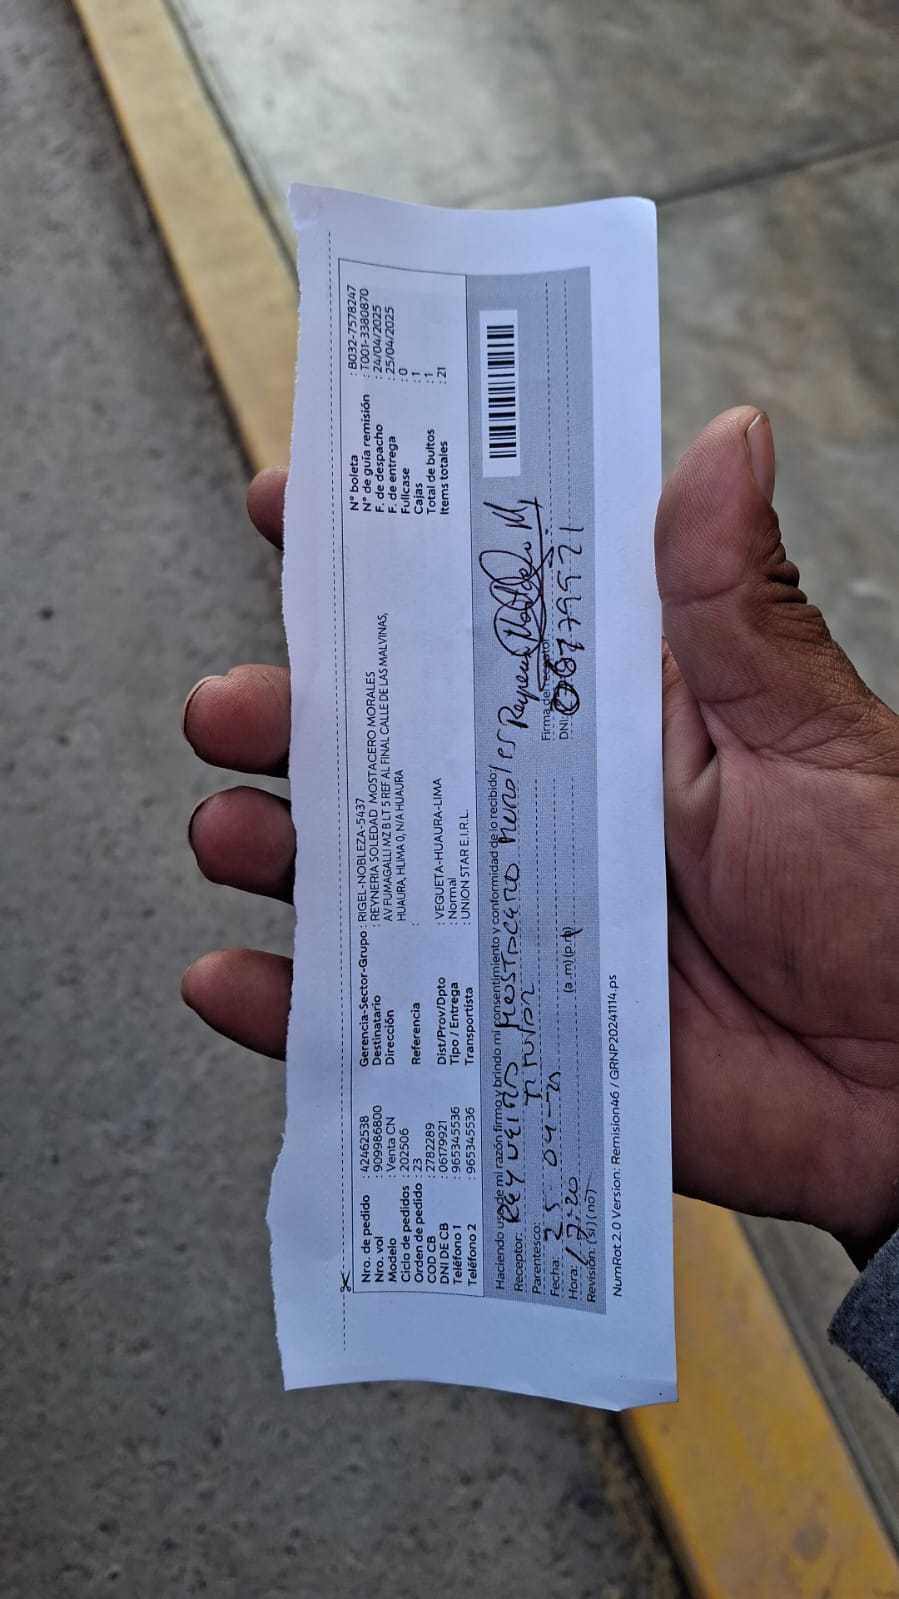 Nro. de pedido : 42462538
Nro. vol : 909986800
Modelo : Venta CN
Ciclo de pedidos : 202506
Orden de pedido : 23
COD CB : 2782289
DNI DE CB : 06179921
Teléfono 1 : 965345536
Teléfono 2 : 965345536
Gerencia-Sector-Grupo : RIGEL-NOBLEZA-5437
Destinatario : REYNERIA SOLEDAD MOSTACERO MORALES
Dirección : AV FUMAGALLI MZ B LT 5 REF AL FINAL CALLE DE LAS MALVINAS,
HUAURA, HLIMA 0, N/A HUAURA
Referencia :
Dist/Prov/Dpto : VEGUETA-HUAURA-LIMA
Tipo / Entrega : Normal
Transportista : UNION STAR E.I.R.L.
N° boleta : B032-7578247
N° de guía remisión : T001-3380870
F. de despacho : 24/04/2025
F. de entrega : 25/04/2025
Fullcase : 0
Cajas : 1
Total de bultos : 1
Items totales : 21
Haciendo uso de mi razón firmo y brindo mi consentimiento y conformidad de lo recibido:
Receptor: Mostacero Morales
Parentesco: Titular
Fecha: 25 04-25
Hora: 17:20 (a.m)(p.m)
Revisión: (si) (no)
Firma del receptor:
DNI:
NumRot 2.0 Version: Remision46 / GRNP20241114.ps